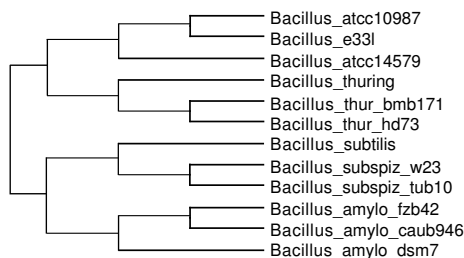 Bacillus_atcc10987
Bacillus_e33l
Bacillus_atcc14579
Bacillus_thuring
Bacillus_thur_bmb171
Bacillus_thur_hd73
Bacillus_subtilis
Bacillus_subspiz_w23
Bacillus_subspiz_tub10
Bacillus_amylo_fzb42
Bacillus_amylo_caub946
Bacillus_amylo_dsm7